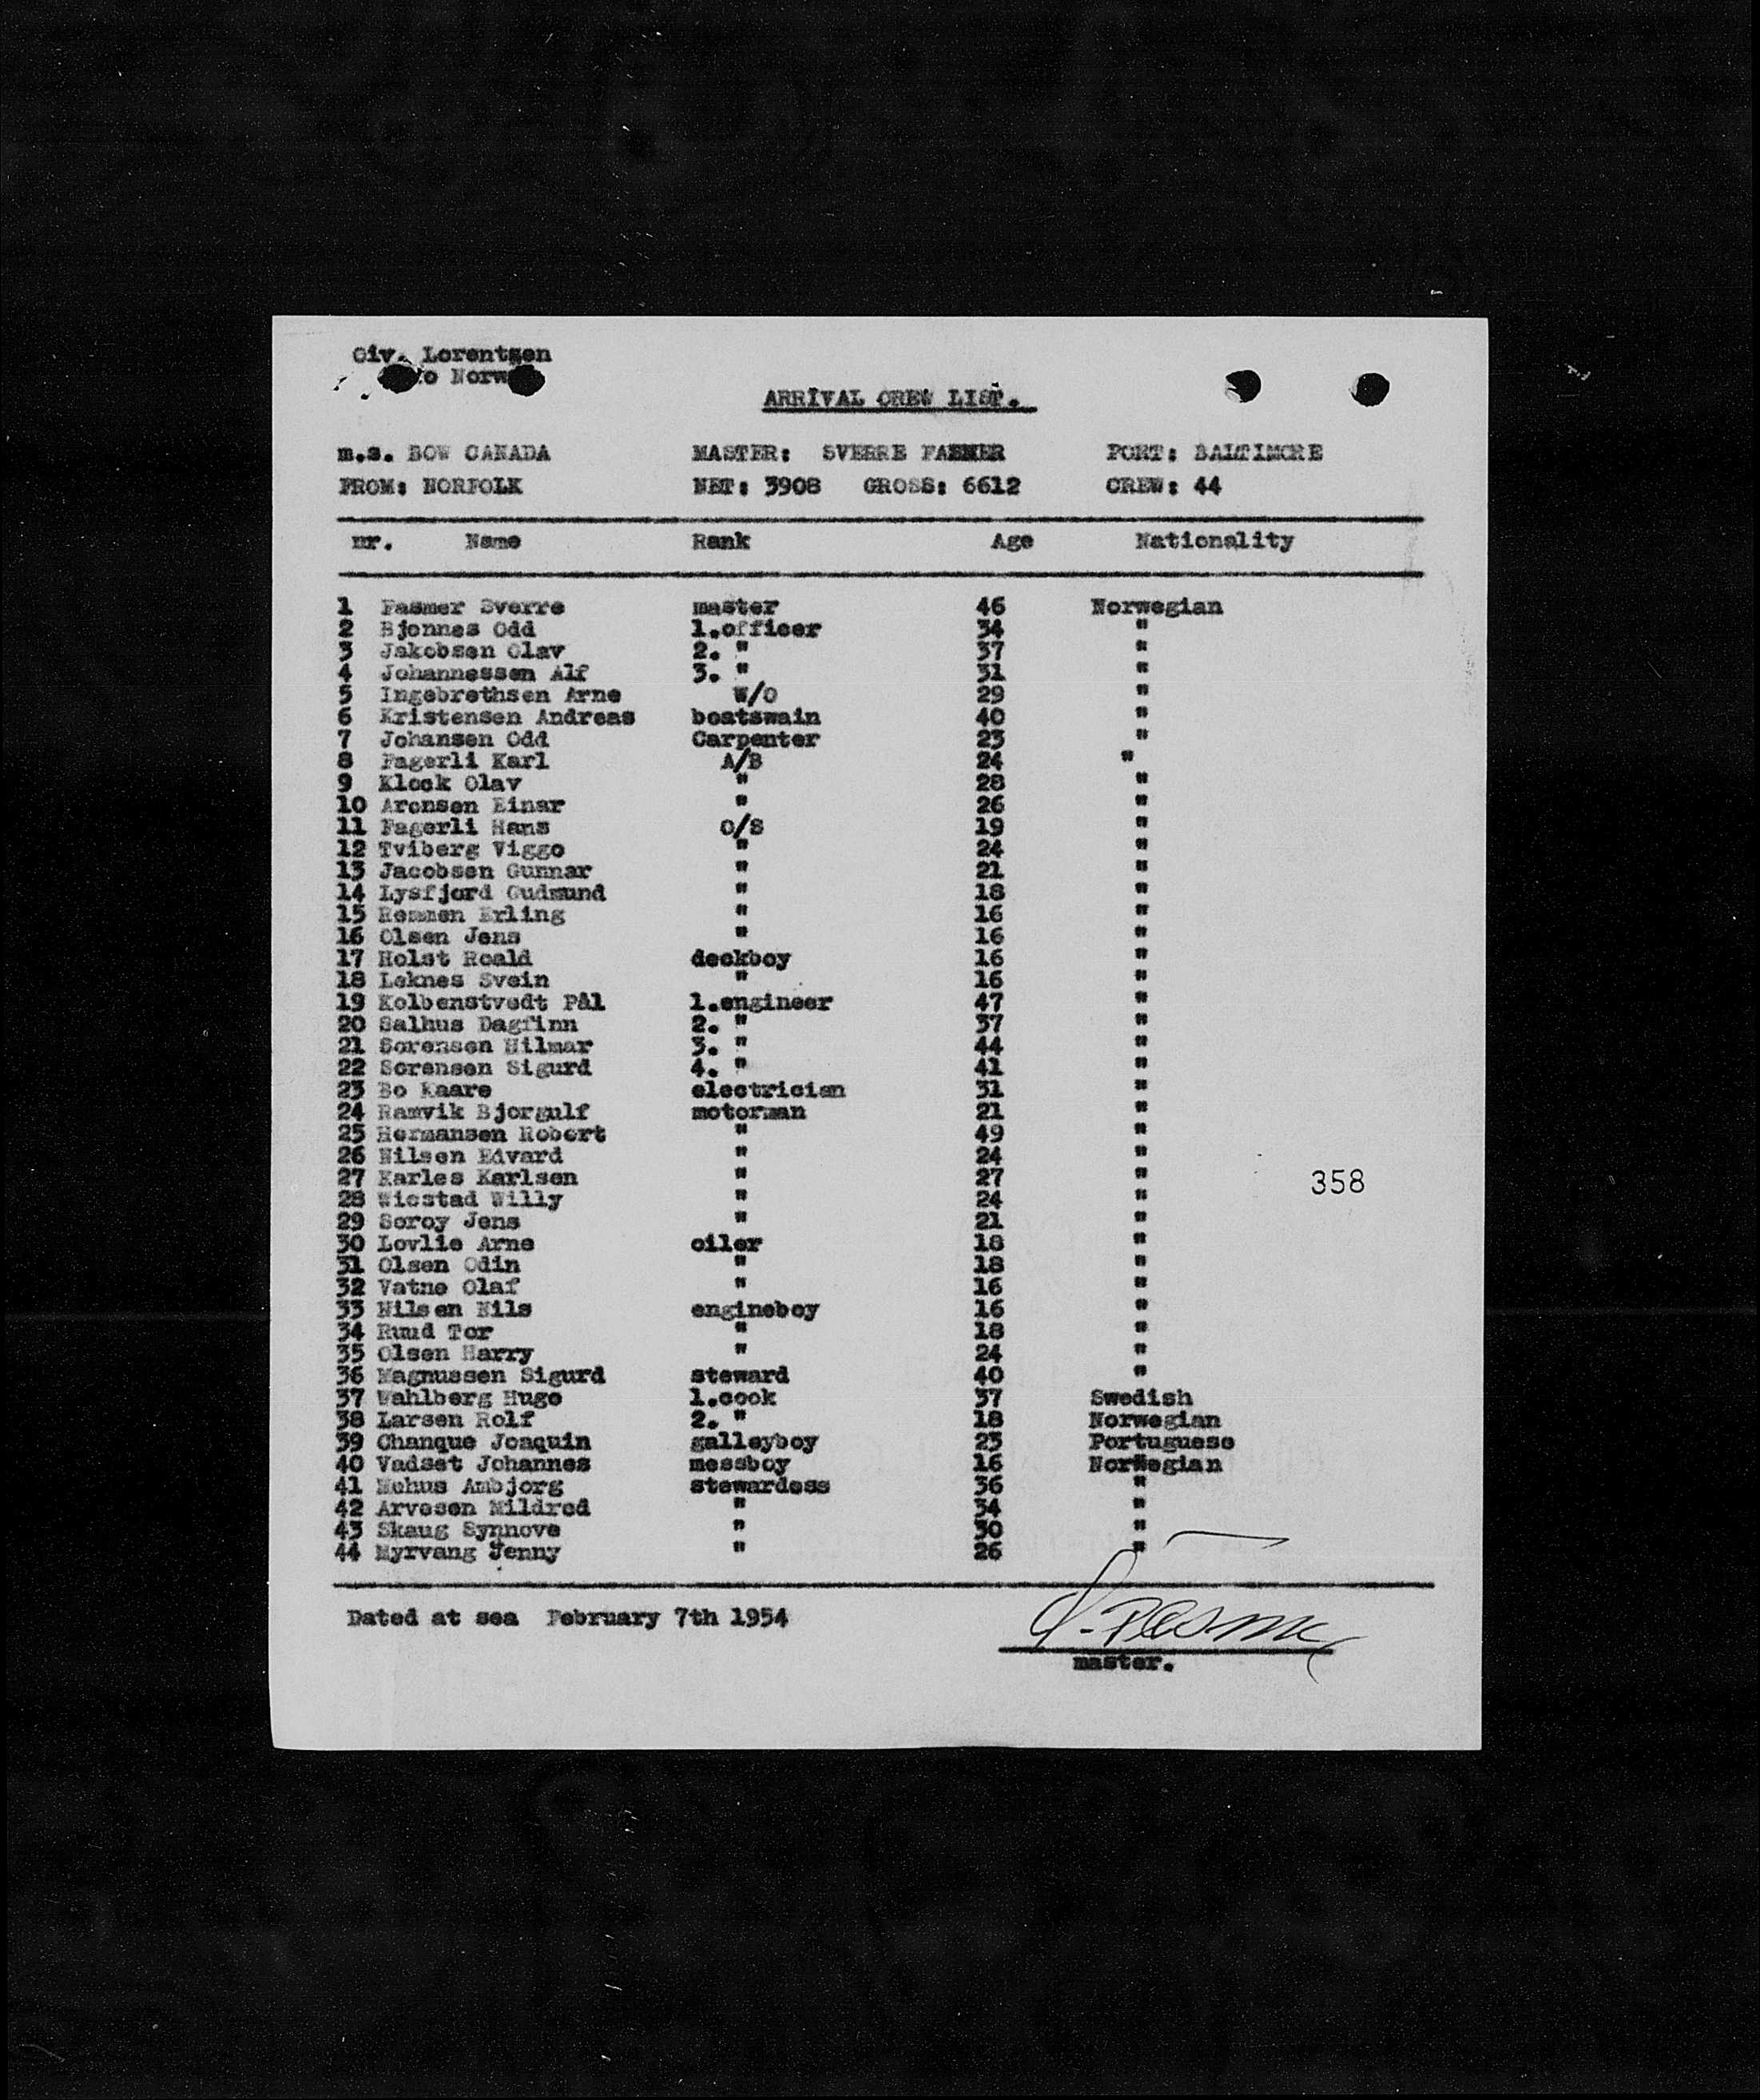 Oiv. Lorentzen
o Norw
ARRIVAL CREW LIST.
m.s. BOW CANADA MASTER: SVERRE FASMER PORT: BALTIMORE
FROM: NORFOLK NET: 3908 GROSS: 6612 CREW: 44
nr. Name Rank Age Nationality
1 Fasmer Sverre master 46 Norwegian
2 Bjonnes Odd 1.officer 34 "
3 Jakobsen Olav 2. " 37 "
4 Johannessen Alf 3. " 31 "
5 Ingebrethsen Arne W/O 29 "
6 Kristensen Andreas boatswain 40 "
7 Johansen Odd Carpenter 23 "
8 Fagerli Karl A/B 24 "
9 Klock Olav " 28 "
10 Aronsen Einar " 26 "
11 Fagerli Hans O/S 19 "
12 Tviberg Viggo " 24 "
13 Jacobsen Gunnar " 21 "
14 Lysfjord Gudmund " 18 "
15 Remmen Erling " 16 "
16 Olsen Jens " 16 "
17 Holst Roald deckboy 16 "
18 Leknes Svein " 16 "
19 Kolbenstvedt Pål 1.engineer 47 "
20 Salhus Dagfinn 2. " 37 "
21 Sorensen Hilmar 3. " 44 "
22 Sorensen Sigurd 4. " 41 "
23 Bo Kaare electrician 31 "
24 Ramvik Bjorgulf motorman 21 "
25 Hermansen Robert " 49 "
26 Nilsen Edvard " 24 "
27 Karles Karlsen " 27 "
358
28 Wiestad Willy " 24 "
29 Soroy Jens " 21 "
30 Lovlie Arne oiler 18 "
31 Olsen Odin " 18 "
32 Vatne Olaf " 16 "
33 Nilsen Nils engineboy 16 "
34 Ruud Tor " 18 "
35 Olsen Harry " 24 "
36 Magnussen Sigurd steward 40 "
37 Wahlberg Hugo 1.cook 37 Swedish
38 Larsen Rolf 2. " 18 Norwegian
39 Chanque Joaquin galleyboy 23 Portuguese
40 Vadset Johannes messboy 16 Norwegian
41 Mehus Ambjorg stewardess 36 "
42 Arvesen Mildred " 34 "
43 Skaug Synnove " 30 "
44 Myrvang Jenny " 26 "
Dated at sea February 7th 1954
S. Fasmer
master.